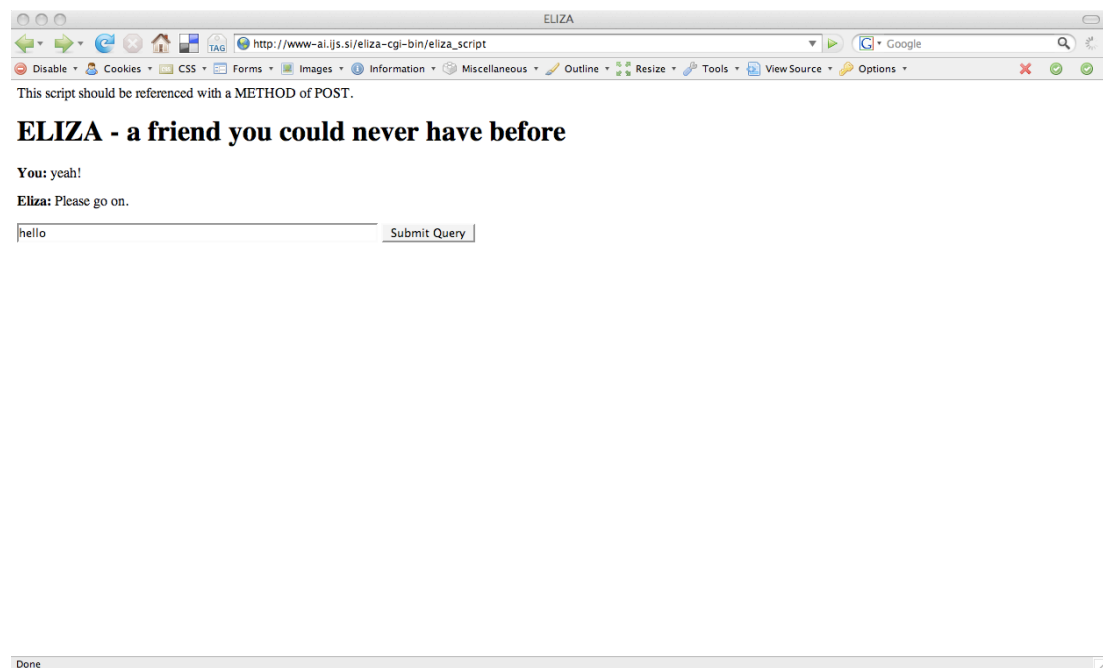 ELIZA
TAG http://www-ai.ijs.si/eliza-cgi-bin/eliza_script G Google
Disable Cookies CSS Forms Images Information Miscellaneous Outline Resize Tools View Source Options
This script should be referenced with a METHOD of POST.
ELIZA - a friend you could never have before
You: yeah!
Eliza: Please go on.
hello Submit Query
Done